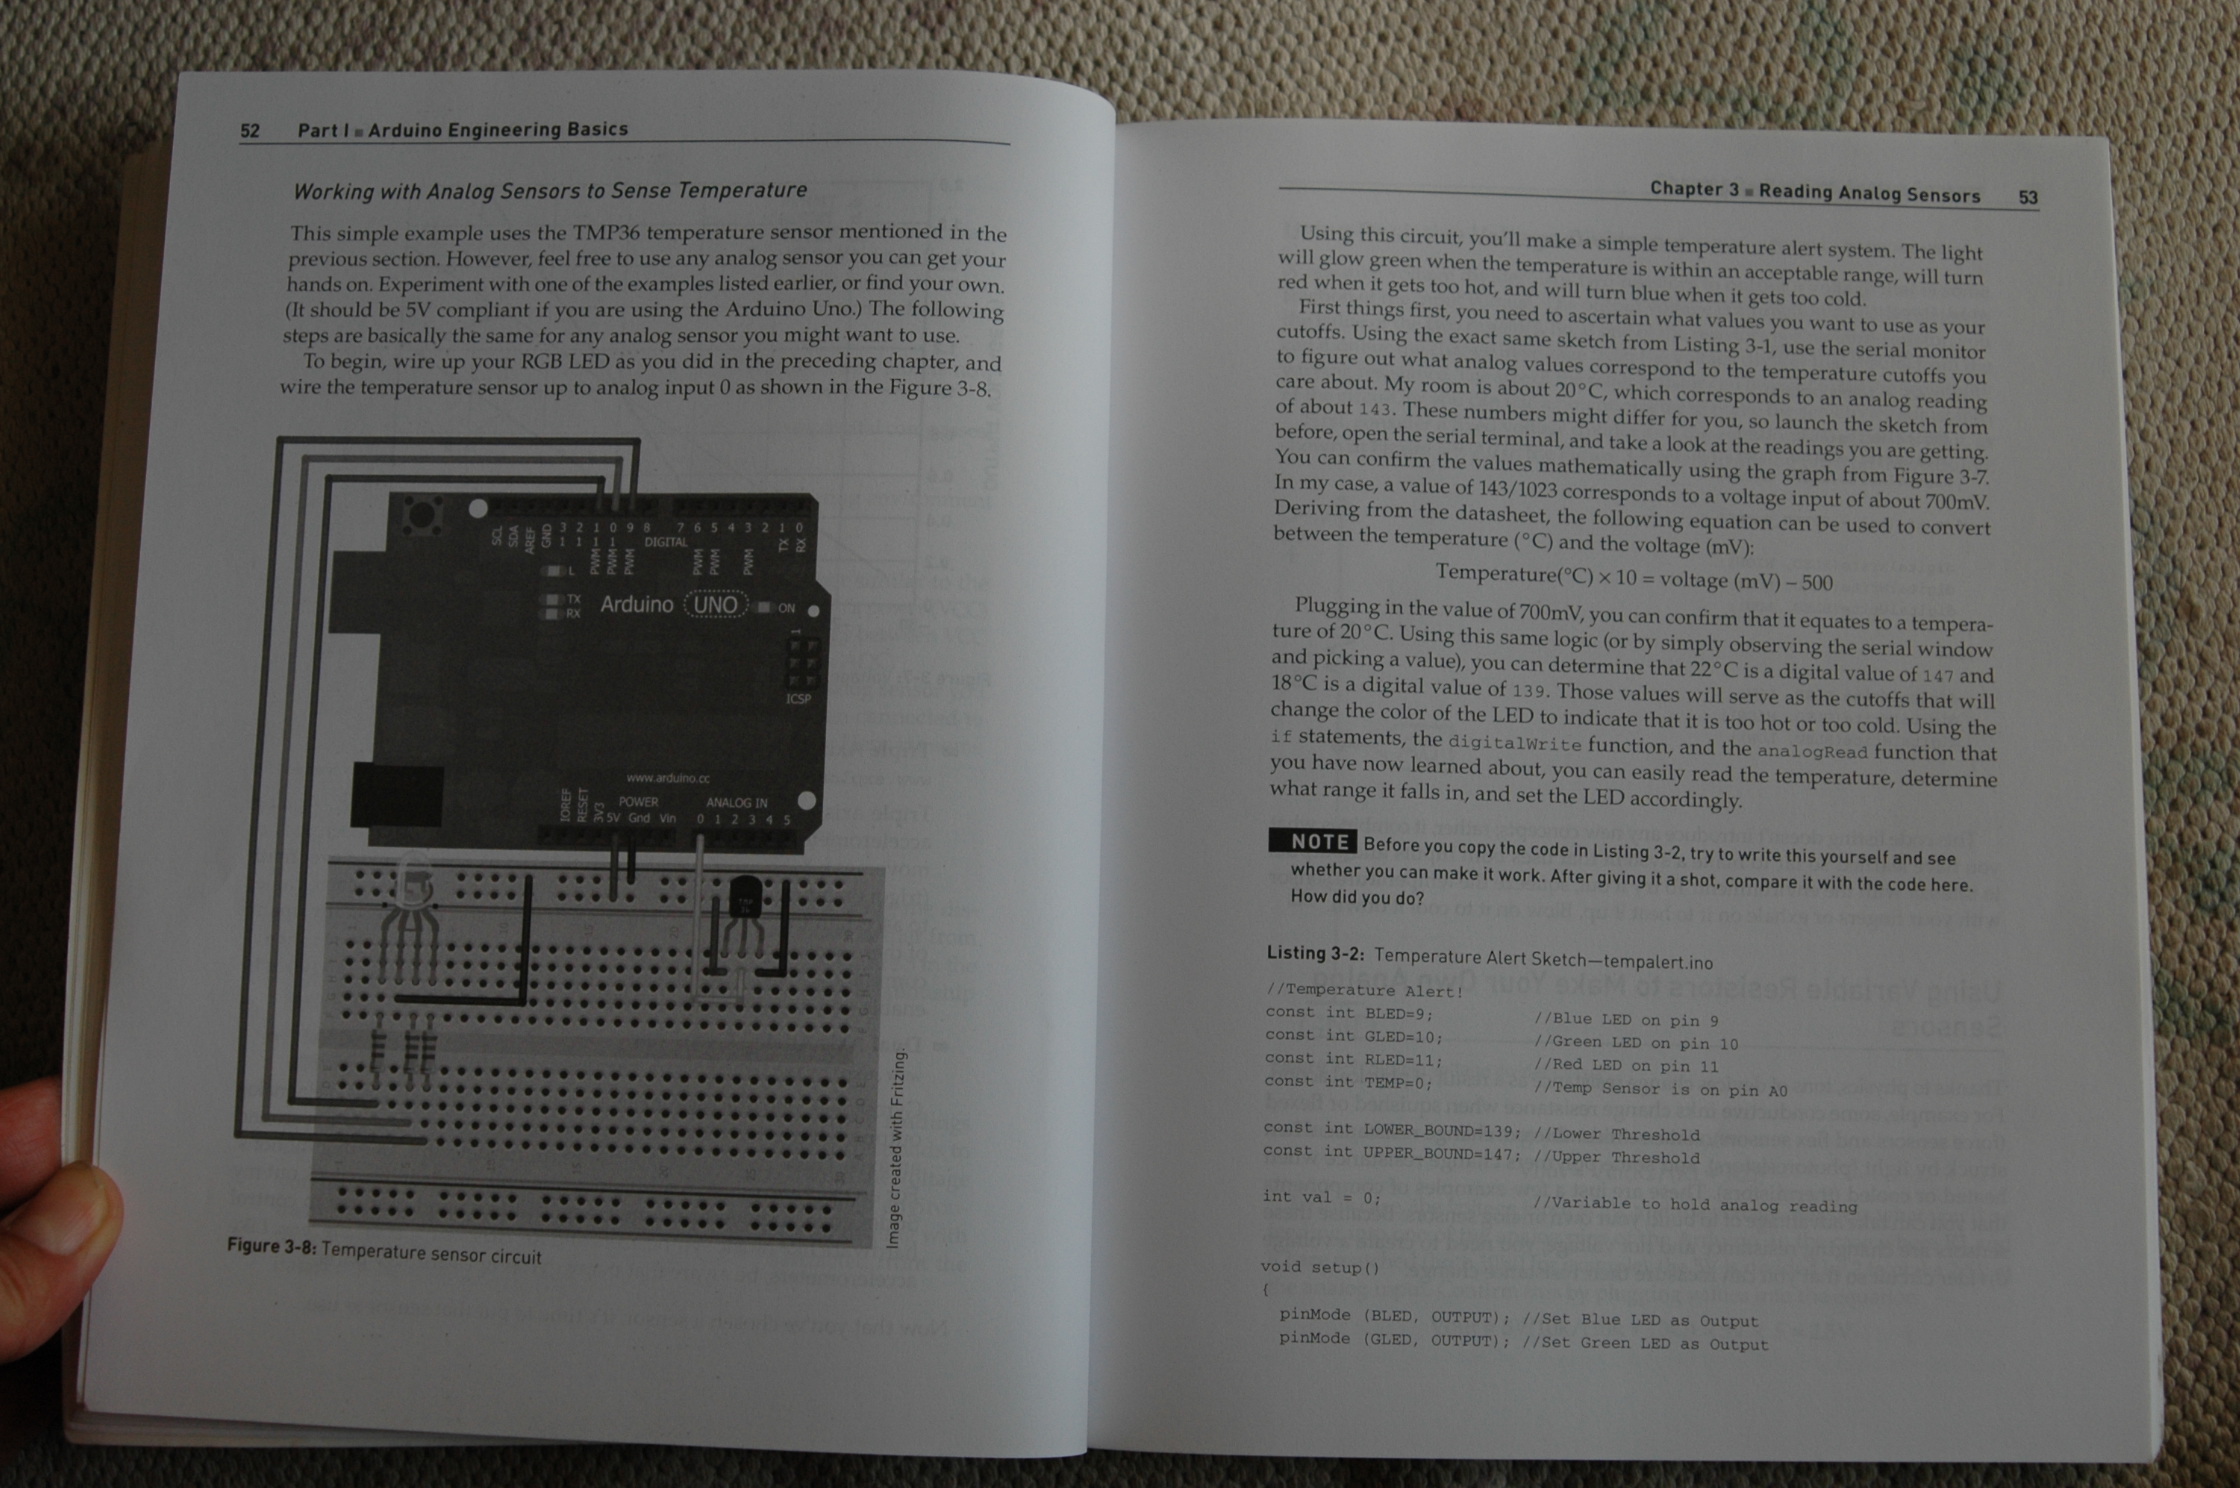 52 Part I ■ Arduino Engineering Basics
Working with Analog Sensors to Sense Temperature
This simple example uses the TMP36 temperature sensor mentioned in the
previous section. However, feel free to use any analog sensor you can get your
hands on. Experiment with one of the examples listed earlier, or find your own.
(It should be 5V compliant if you are using the Arduino Uno.) The following
steps are basically the same for any analog sensor you might want to use.
To begin, wire up your RGB LED as you did in the preceding chapter, and
wire the temperature sensor up to analog input 0 as shown in the Figure 3-8.
SCL SDA AREF GND 13 12 11 10 9 8 7 6 5 4 3 2 1 0
PWM PWM PWM DIGITAL PWM PWM PWM TX RX
L
TX
RX
Arduino UNO ON
1
ICSP
www.arduino.cc
POWER ANALOG IN
IOREF RESET 3V3 5V Gnd Vin 0 1 2 3 4 5
Image created with Fritzing.
Figure 3-8: Temperature sensor circuit
Chapter 3 ■ Reading Analog Sensors 53
Using this circuit, you'll make a simple temperature alert system. The light
will glow green when the temperature is within an acceptable range, will turn
red when it gets too hot, and will turn blue when it gets too cold.
First things first, you need to ascertain what values you want to use as your
cutoffs. Using the exact same sketch from Listing 3-1, use the serial monitor
to figure out what analog values correspond to the temperature cutoffs you
care about. My room is about 20°C, which corresponds to an analog reading
of about 143. These numbers might differ for you, so launch the sketch from
before, open the serial terminal, and take a look at the readings you are getting.
You can confirm the values mathematically using the graph from Figure 3-7.
In my case, a value of 143/1023 corresponds to a voltage input of about 700mV.
Deriving from the datasheet, the following equation can be used to convert
between the temperature (°C) and the voltage (mV):
Temperature(°C) × 10 = voltage (mV) – 500
Plugging in the value of 700mV, you can confirm that it equates to a tempera-
ture of 20°C. Using this same logic (or by simply observing the serial window
and picking a value), you can determine that 22°C is a digital value of 147 and
18°C is a digital value of 139. Those values will serve as the cutoffs that will
change the color of the LED to indicate that it is too hot or too cold. Using the
if statements, the digitalWrite function, and the analogRead function that
you have now learned about, you can easily read the temperature, determine
what range it falls in, and set the LED accordingly.
NOTE Before you copy the code in Listing 3-2, try to write this yourself and see
whether you can make it work. After giving it a shot, compare it with the code here.
How did you do?
Listing 3-2: Temperature Alert Sketch—tempalert.ino
//Temperature Alert!
const int BLED=9; //Blue LED on pin 9
const int GLED=10; //Green LED on pin 10
const int RLED=11; //Red LED on pin 11
const int TEMP=0; //Temp Sensor is on pin A0
const int LOWER_BOUND=139; //Lower Threshold
const int UPPER_BOUND=147; //Upper Threshold
int val = 0; //Variable to hold analog reading
void setup()
{
pinMode (BLED, OUTPUT); //Set Blue LED as Output
pinMode (GLED, OUTPUT); //Set Green LED as Output